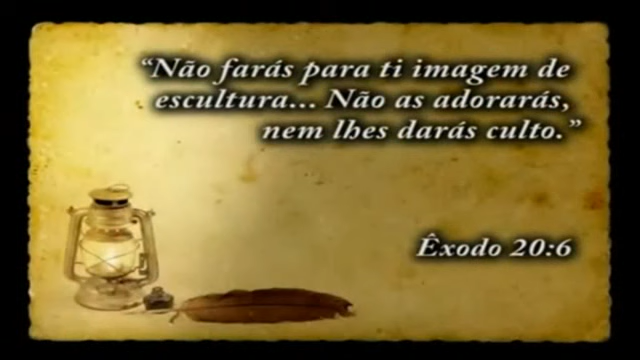 “Não farás para ti imagem de
escultura... Não as adorarás,
nem lhes darás culto.”
Êxodo 20:6